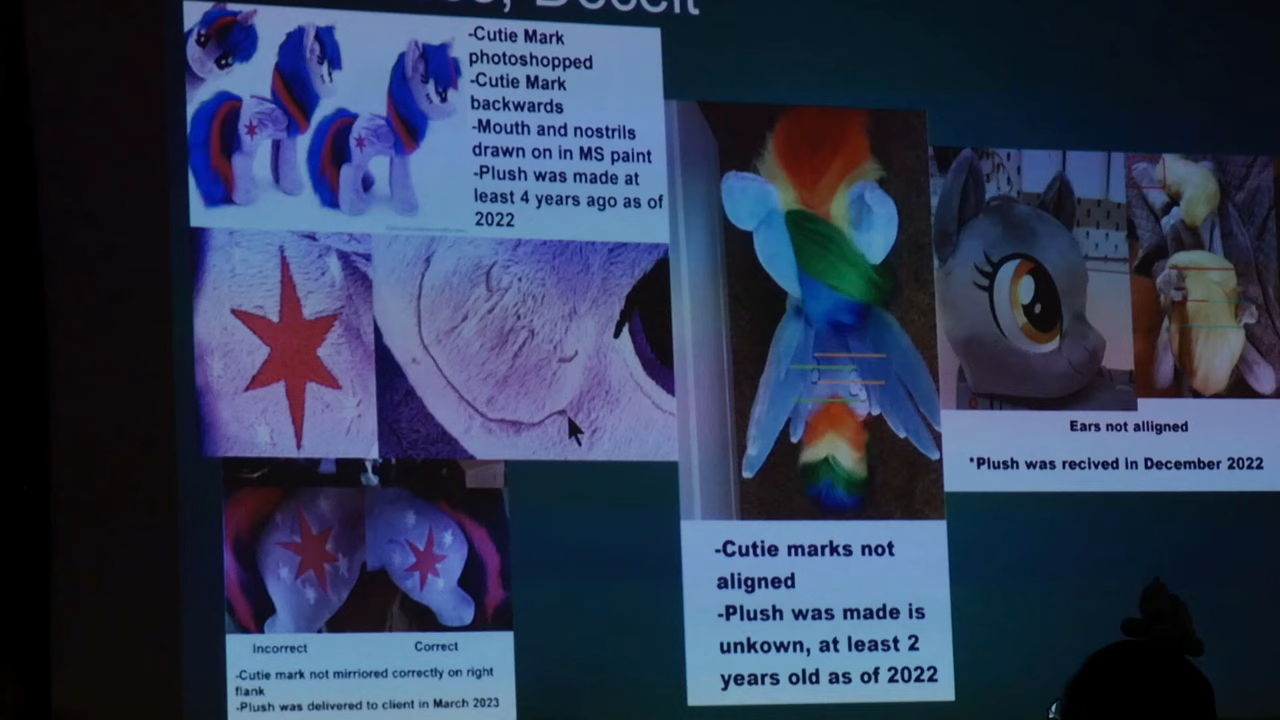 Deceit
-Cutie Mark
photoshopped
-Cutie Mark
backwards
-Mouth and nostrils
drawn on in MS paint
-Plush was made at
least 4 years ago as of
2022
Incorrect
Correct
-Cutie mark not mirriored correctly on right
flank
-Plush was delivered to client in March 2023
-Cutie marks not
aligned
-Plush was made is
unkown, at least 2
years old as of 2022
Ears not alligned
*Plush was recived in December 2022